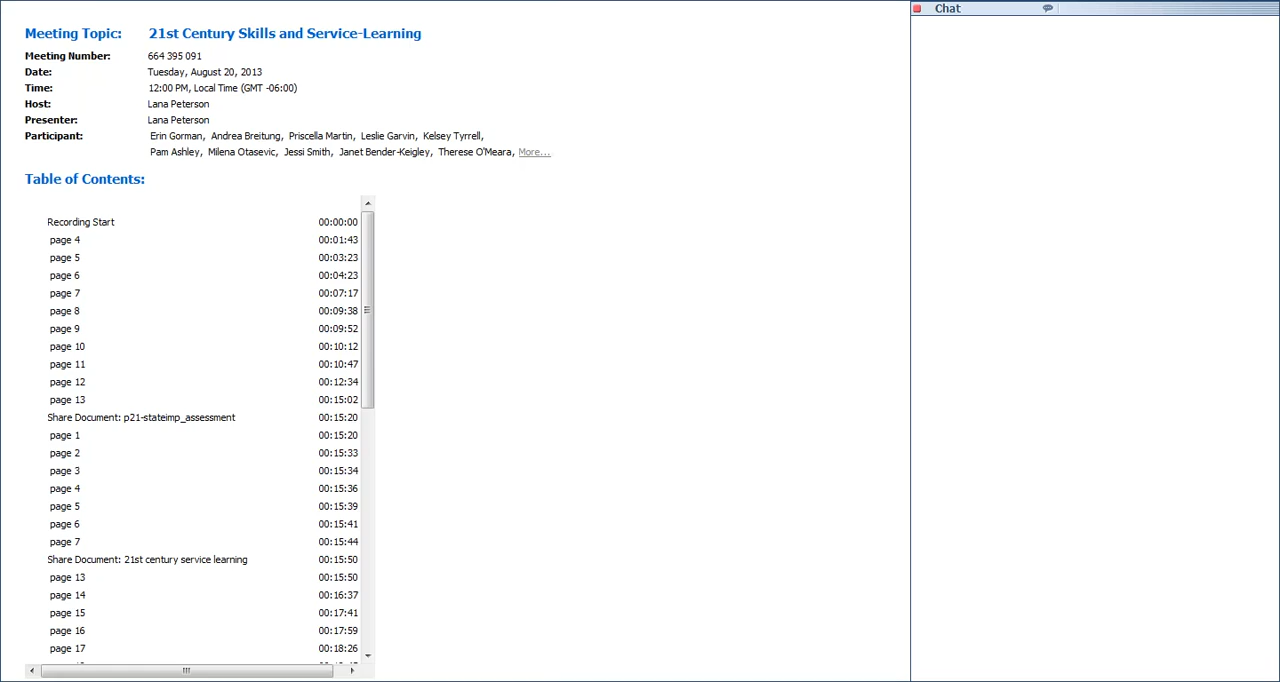 Chat
Meeting Topic: 21st Century Skills and Service-Learning
Meeting Number: 664 395 091
Date: Tuesday, August 20, 2013
Time: 12:00 PM, Local Time (GMT -06:00)
Host: Lana Peterson
Presenter: Lana Peterson
Participant: Erin Gorman, Andrea Breitung, Priscella Martin, Leslie Garvin, Kelsey Tyrrell,
Pam Ashley, Milena Otasevic, Jessi Smith, Janet Bender-Keigley, Therese O'Meara, More...
Table of Contents:
Recording Start 00:00:00
page 4 00:01:43
page 5 00:03:23
page 6 00:04:23
page 7 00:07:17
page 8 00:09:38
page 9 00:09:52
page 10 00:10:12
page 11 00:10:47
page 12 00:12:34
page 13 00:15:02
Share Document: p21-stateimp_assessment 00:15:20
page 1 00:15:20
page 2 00:15:33
page 3 00:15:34
page 4 00:15:36
page 5 00:15:39
page 6 00:15:41
page 7 00:15:44
Share Document: 21st century service learning 00:15:50
page 13 00:15:50
page 14 00:16:37
page 15 00:17:41
page 16 00:17:59
page 17 00:18:26